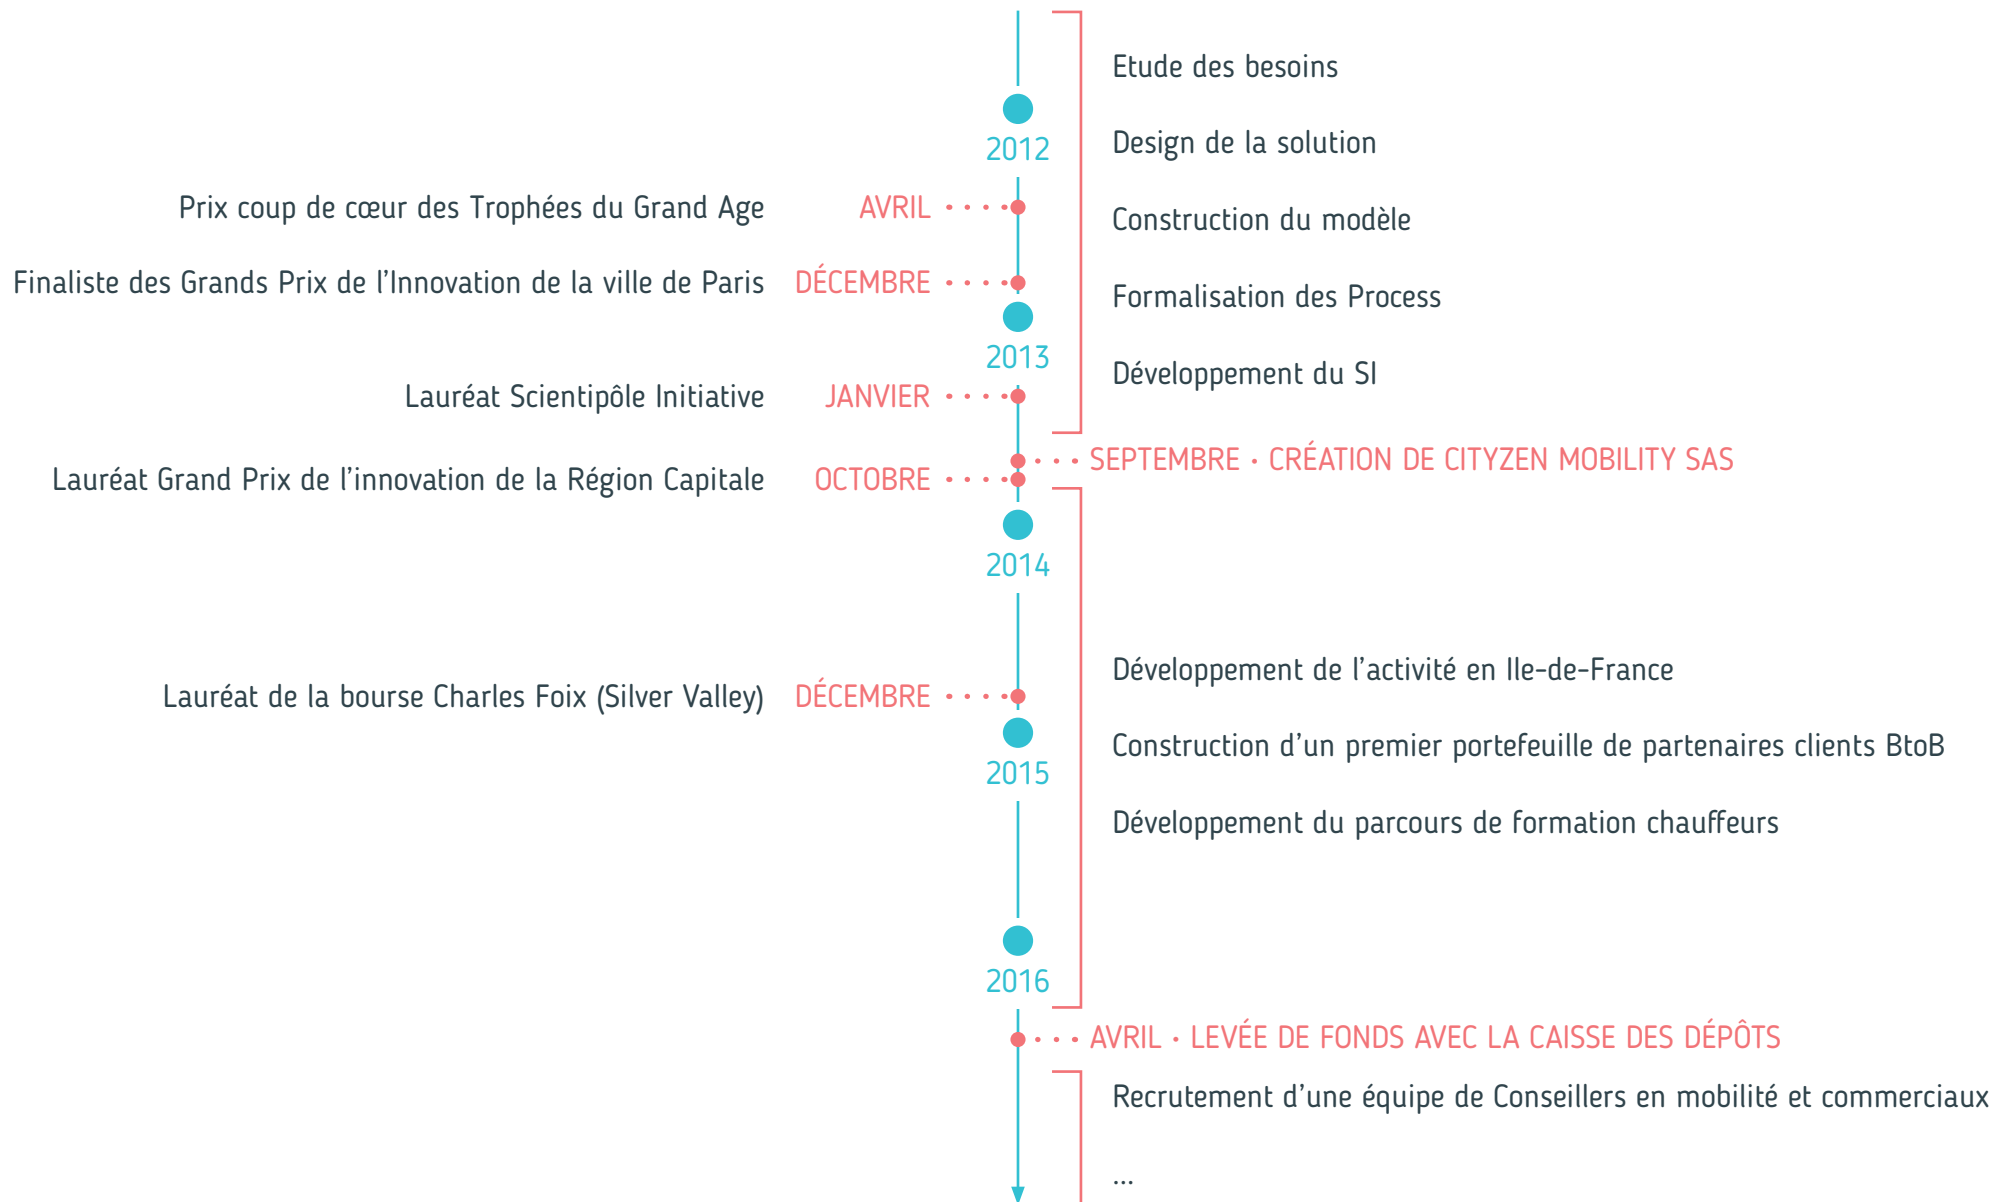 Etude des besoins
2012
Design de la solution
Prix coup de cœur des Trophées du Grand Age AVRIL
Construction du modèle
Finaliste des Grands Prix de l’Innovation de la ville de Paris DÉCEMBRE
Formalisation des Process
2013
Développement du SI
Lauréat Scientipôle Initiative JANVIER
SEPTEMBRE · CRÉATION DE CITYZEN MOBILITY SAS
Lauréat Grand Prix de l’innovation de la Région Capitale OCTOBRE
2014
Développement de l’activité en Ile-de-France
Lauréat de la bourse Charles Foix (Silver Valley) DÉCEMBRE
Construction d’un premier portefeuille de partenaires clients BtoB
2015
Développement du parcours de formation chauffeurs
2016
AVRIL · LEVÉE DE FONDS AVEC LA CAISSE DES DÉPÔTS
Recrutement d’une équipe de Conseillers en mobilité et commerciaux
...